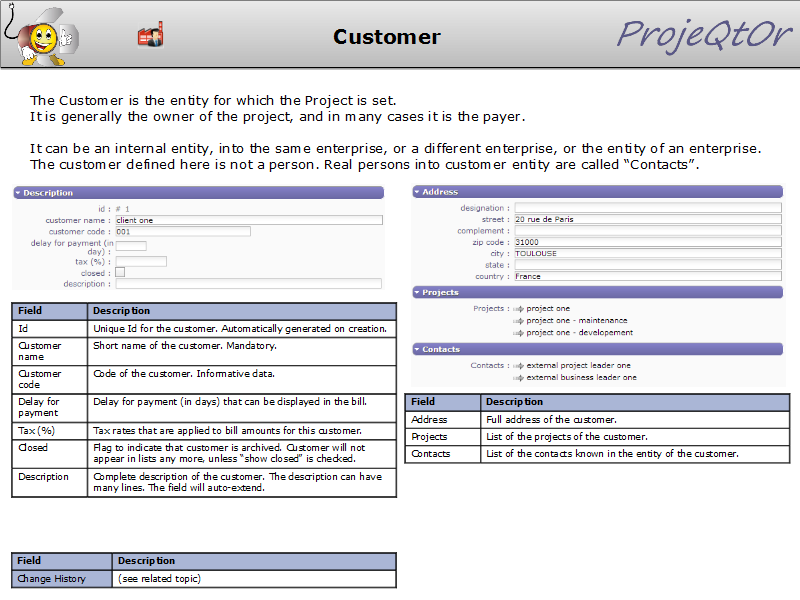 Customer
ProjeQtOr
The Customer is the entity for which the Project is set.
It is generally the owner of the project, and in many cases it is the payer.
It can be an internal entity, into the same enterprise, or a different enterprise, or the entity of an enterprise.
The customer defined here is not a person. Real persons into customer entity are called “Contacts”.
Description
id : # 1
customer name : client one
customer code : 001
delay for payment (in
day) :
tax (%) :
closed :
description :
Field Description
Id Unique Id for the customer. Automatically generated on creation.
Customer Short name of the customer. Mandatory.
name
Customer Code of the customer. Informative data.
code
Delay for Delay for payment (in days) that can be displayed in the bill.
payment
Tax (%) Tax rates that are applied to bill amounts for this customer.
Closed Flag to indicate that customer is archived. Customer will not
appear in lists any more, unless “show closed” is checked.
Description Complete description of the customer. The description can have
many lines. The field will auto-extend.
Address
designation :
street : 20 rue de Paris
complement :
zip code : 31000
city : TOULOUSE
state :
country : France
Projects
Projects : project one
project one - maintenance
project one - developement
Contacts
Contacts : external project leader one
external business leader one
Field Description
Address Full address of the customer.
Projects List of the projects of the customer.
Contacts List of the contacts known in the entity of the customer.
Field Description
Change History (see related topic)